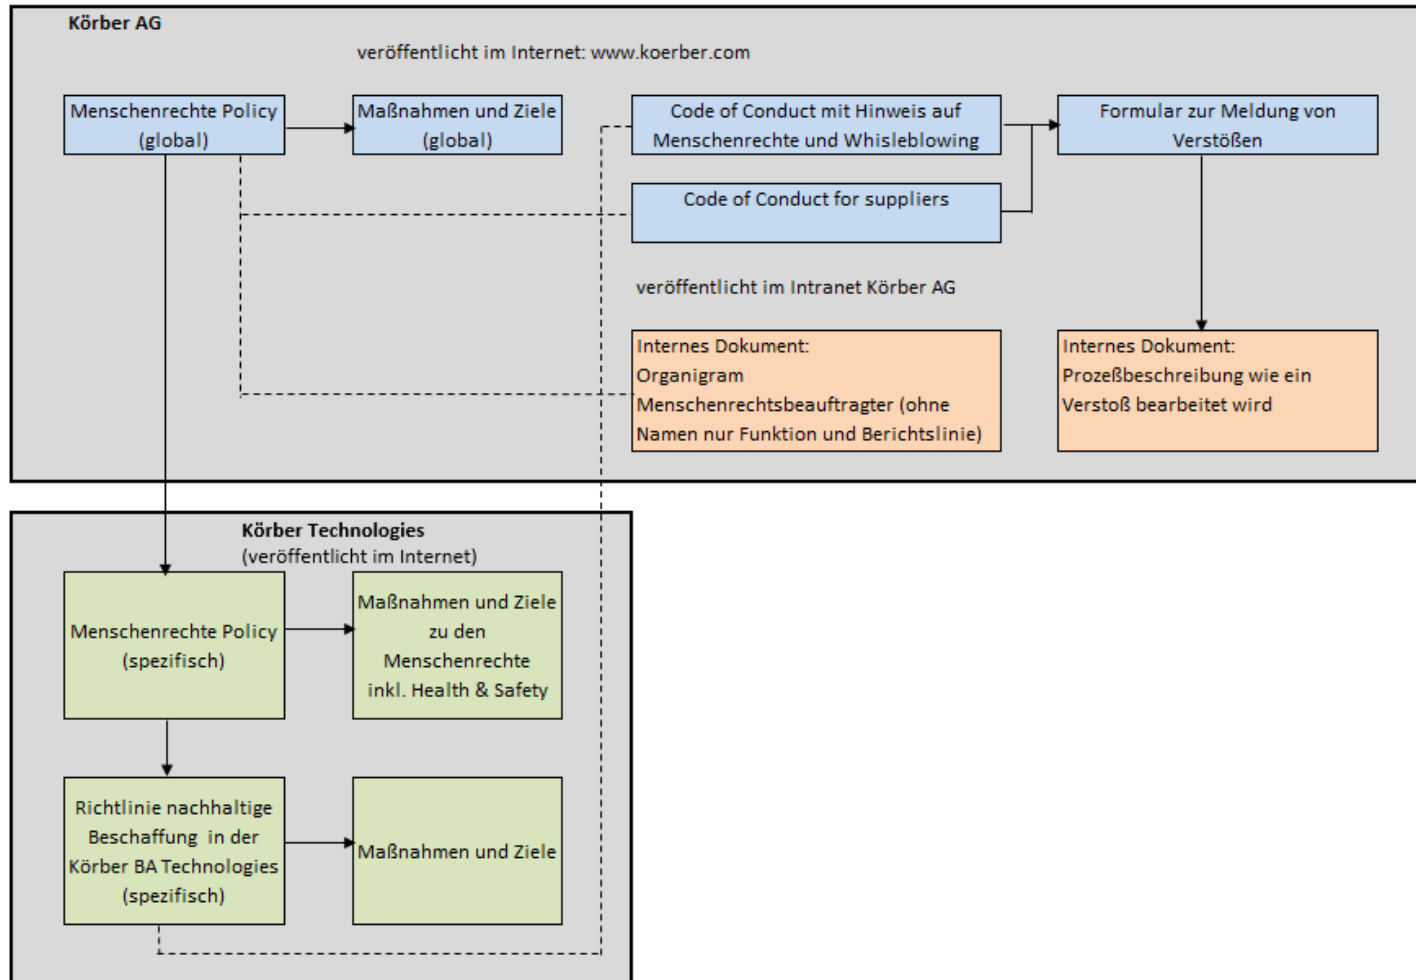 Körber AG
veröffentlicht im Internet: www.koerber.com
Menschenrechte Policy
(global)
Maßnahmen und Ziele
(global)
Code of Conduct mit Hinweis auf
Menschenrechte und Whisleblowing
Formular zur Meldung von
Verstößen
Code of Conduct for suppliers
veröffentlicht im Intranet Körber AG
Internes Dokument:
Organigram
Menschenrechtsbeauftragter (ohne
Namen nur Funktion und Berichtslinie)
Internes Dokument:
Prozeßbeschreibung wie ein
Verstoß bearbeitet wird
Körber Technologies
(veröffentlicht im Internet)
Menschenrechte Policy
(spezifisch)
Maßnahmen und Ziele
zu den
Menschenrechte
inkl. Health & Safety
Richtlinie nachhaltige
Beschaffung in der
Körber BA Technologies
(spezifisch)
Maßnahmen und Ziele